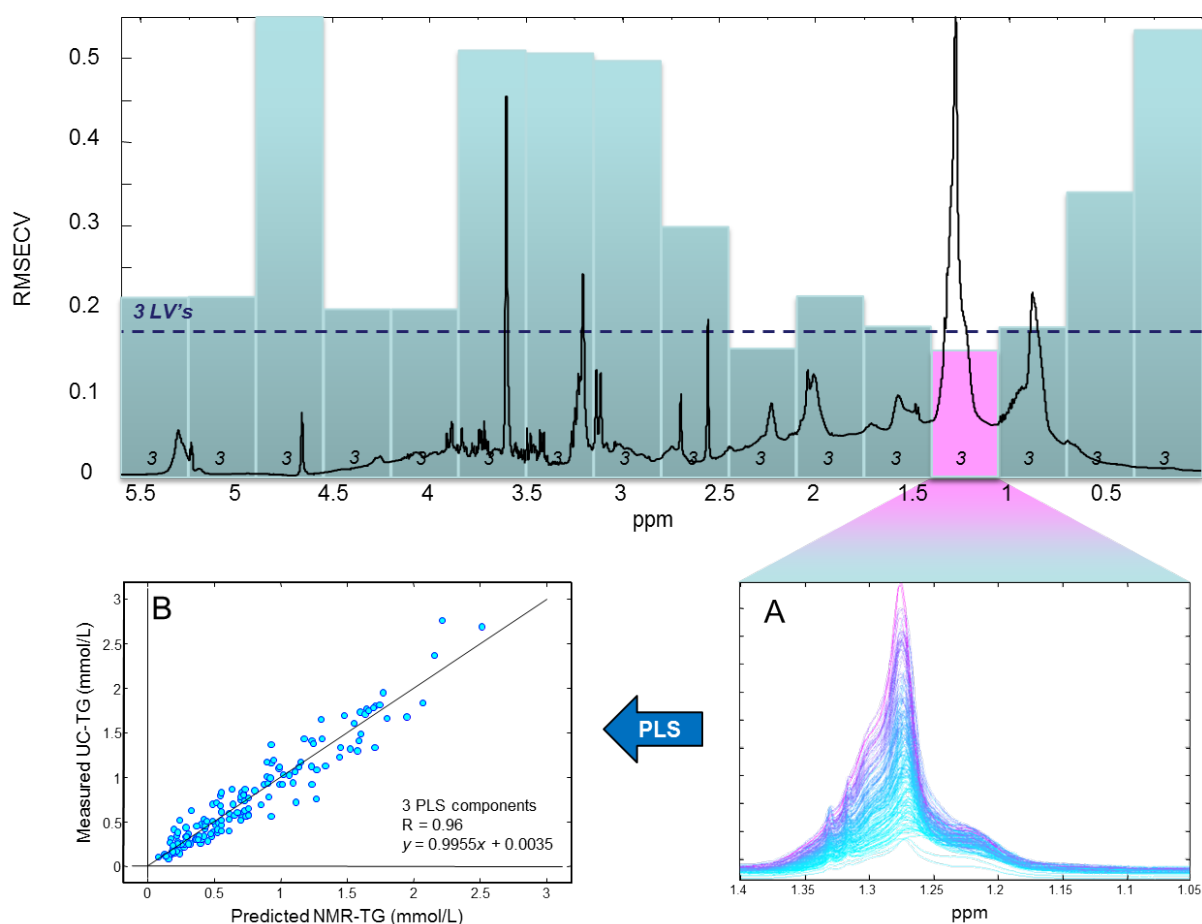 0.5
0.4
0.3
0.2
0.1
0
RMSECV
3 LV's
3 3 3 3 3 3 3 3 3 3 3 3 3 3 3 3
5.5 5 4.5 4 3.5 3 2.5 2 1.5 1 0.5
ppm
B
3
2.5
2
1.5
1
0.5
0
Measured UC-TG (mmol/L)
3 PLS components
R = 0.96
y = 0.9955x + 0.0035
0 0.5 1 1.5 2 2.5 3
Predicted NMR-TG (mmol/L)
PLS
A
1.4 1.35 1.3 1.25 1.2 1.15 1.1 1.05
ppm